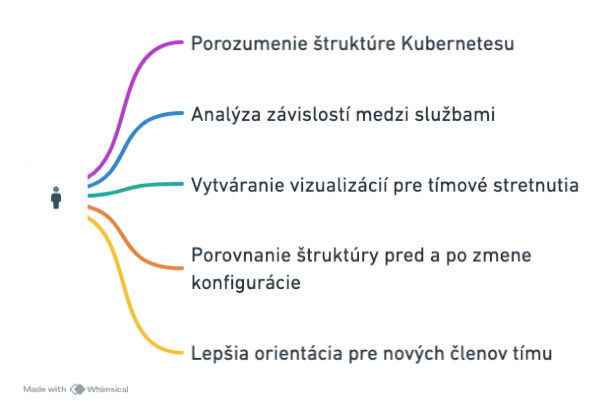 Porozumenie štruktúre Kubernetesu
Analýza závislostí medzi službami
Vytváranie vizualizácií pre tímové stretnutia
Porovnanie štruktúry pred a po zmene
konfigurácie
Lepšia orientácia pre nových členov tímu
Made with Whimsical